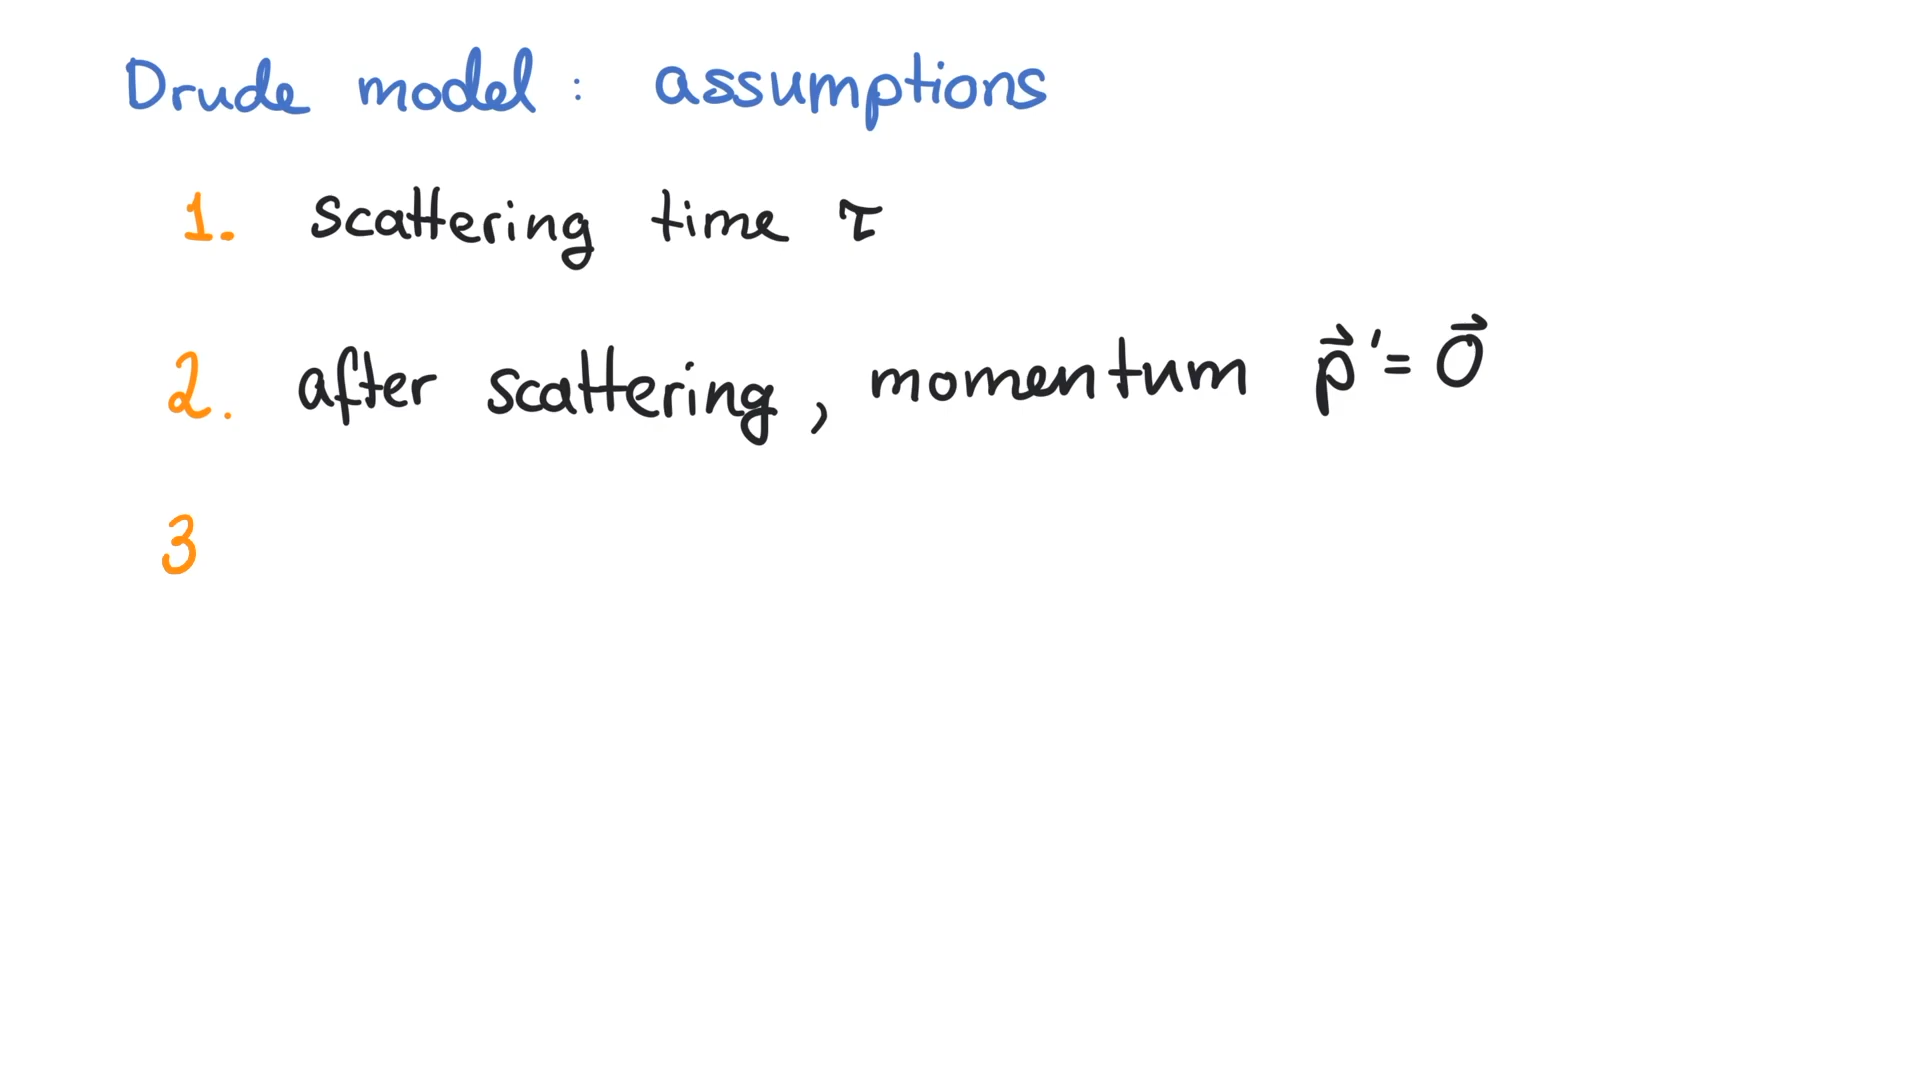 Drude model: assumptions
1. scattering time τ
2. after scattering, momentum p⃗' = 0⃗
3